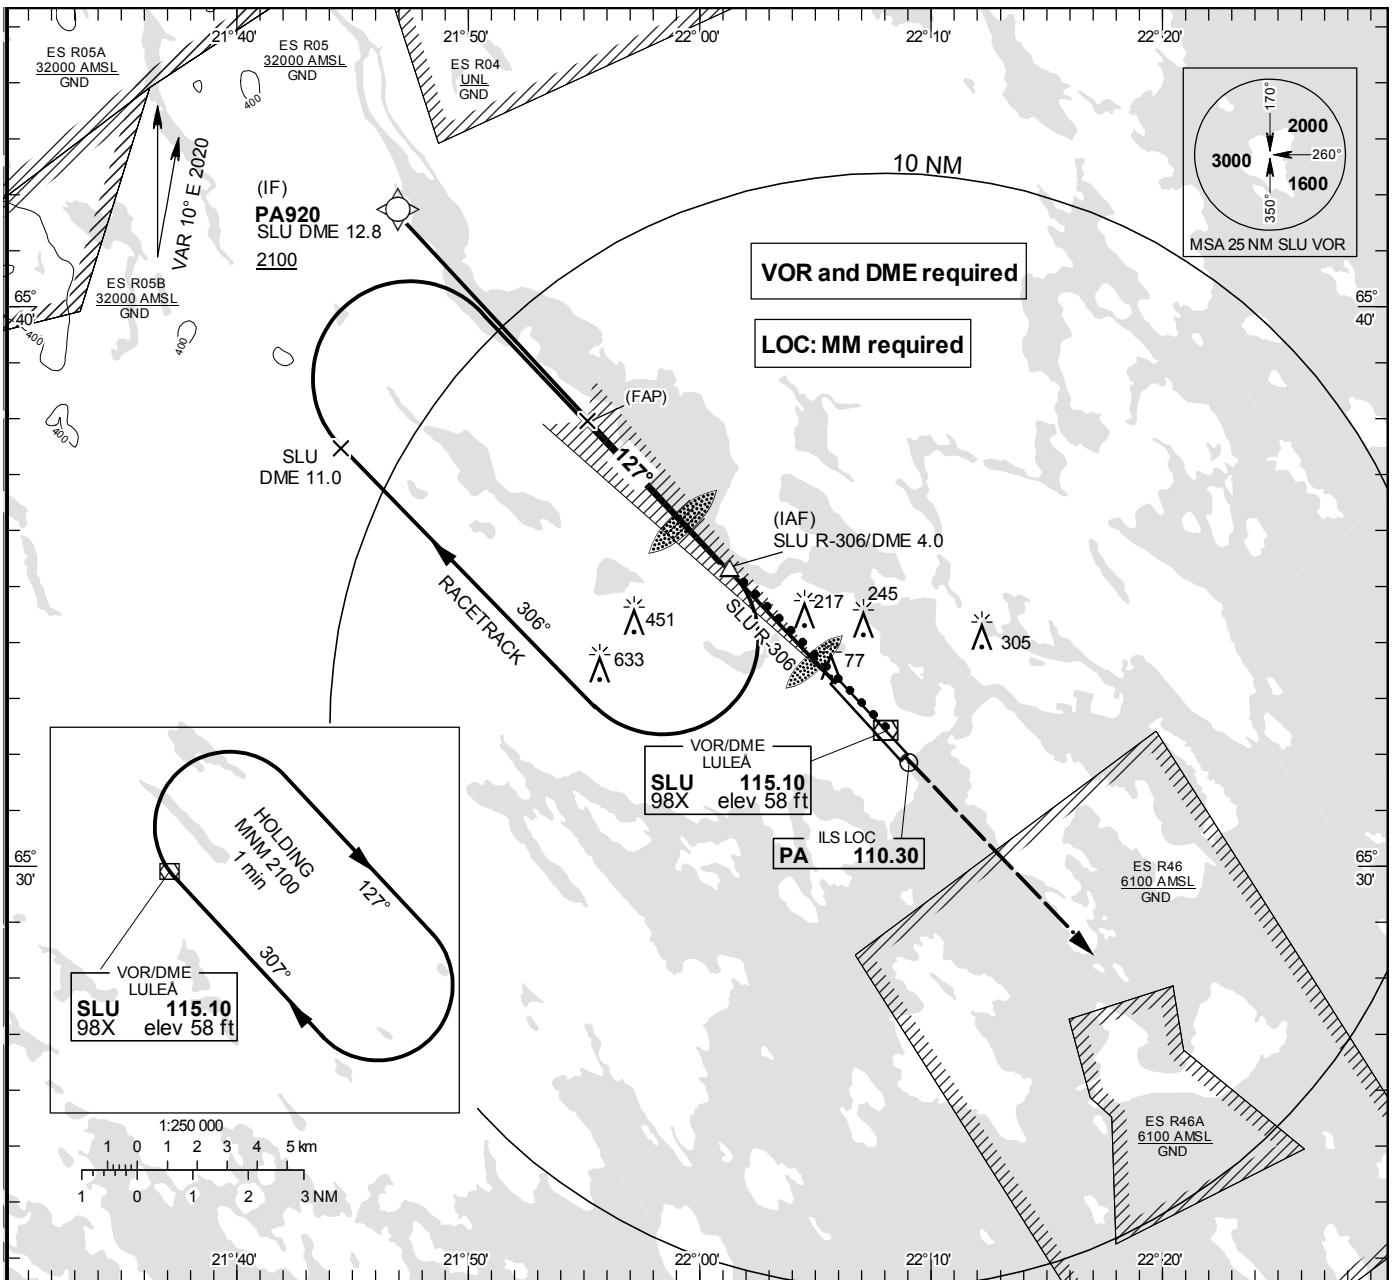 21°40'
21°50'
22°00'
22°10'
22°20'
ES R05A
32000 AMSL
GND
ES R05
32000 AMSL
GND
ES R04
UNL
GND
400
170°
2000
3000
260°
1600
350°
MSA 25 NM SLU VOR
10 NM
VAR 10° E 2020
(IF)
PA920
SLU DME 12.8
2100
VOR and DME required
LOC: MM required
ES R05B
32000 AMSL
GND
65°
40'
65°
40'
400
400
400
(FAP)
127°
SLU
DME 11.0
(IAF)
SLU R-306/DME 4.0
RACETRACK
306°
SLU R-306
451
633
217
245
77
305
VOR/DME
LULEÅ
SLU 115.10
98X elev 58 ft
ILS LOC
PA 110.30
HOLDING
MNM 2100
1 min
127°
307°
VOR/DME
LULEÅ
SLU 115.10
98X elev 58 ft
65°
30'
65°
30'
ES R46
6100 AMSL
GND
ES R46A
6100 AMSL
GND
1:250 000
1 0 1 2 3 4 5 km
1 0 1 2 3 NM
21°40'
21°50'
22°00'
22°10'
22°20'